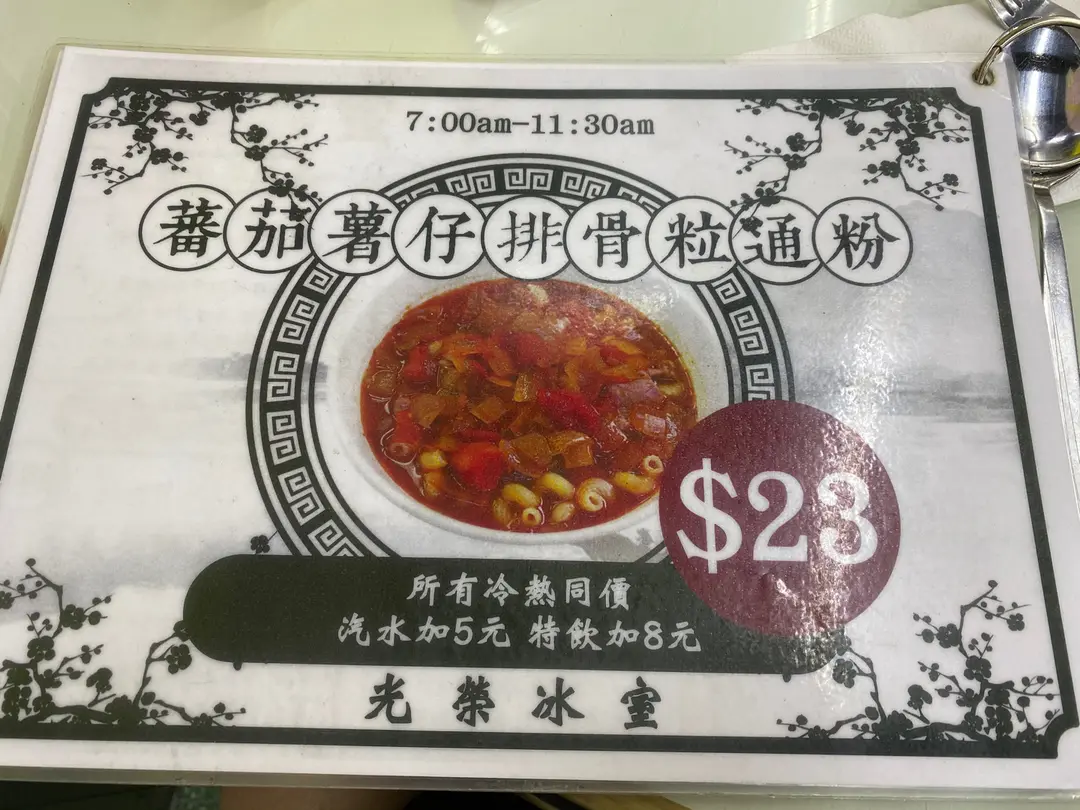 7:00am-11:30am
蕃茄薯仔排骨粒通粉
$23
所有冷熱同價
汽水加5元 特飲加8元
光榮冰室